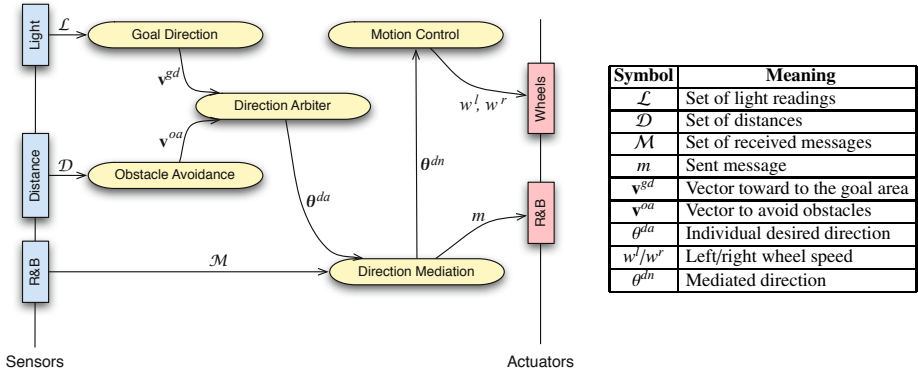 Light
ℒ
Goal Direction
Motion Control
v^gd
Direction Arbiter
w^l, w^r
Wheels
v^oa
Distance
𝒟
Obstacle Avoidance
θ^dn
θ^da
m
R&B
R&B
ℳ
Direction Mediation
Sensors
Actuators
Symbol Meaning
ℒ Set of light readings
𝒟 Set of distances
ℳ Set of received messages
m Sent message
v^gd Vector toward to the goal area
v^oa Vector to avoid obstacles
θ^da Individual desired direction
w^l/w^r Left/right wheel speed
θ^dn Mediated direction